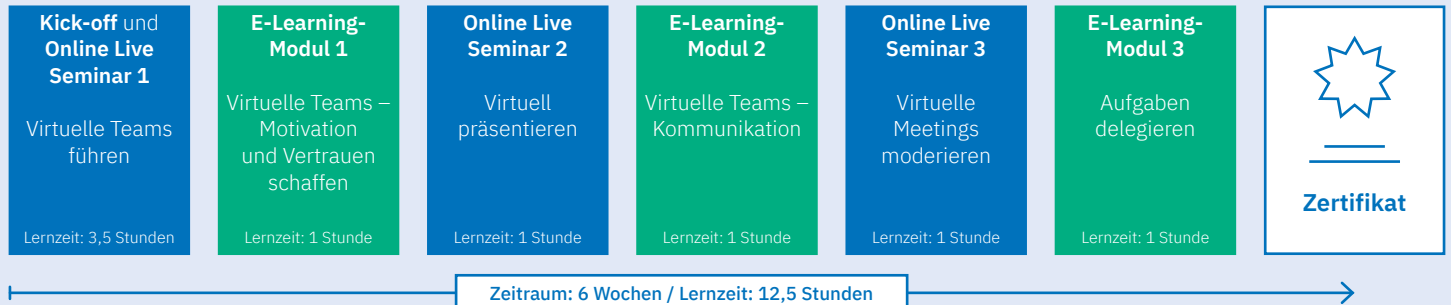 Kick-off und
Online Live
Seminar 1
Virtuelle Teams
führen
Lernzeit: 3,5 Stunden
E-Learning-
Modul 1
Virtuelle Teams –
Motivation
und Vertrauen
schaffen
Lernzeit: 1 Stunde
Online Live
Seminar 2
Virtuell
präsentieren
Lernzeit: 1 Stunde
E-Learning-
Modul 2
Virtuelle Teams –
Kommunikation
Lernzeit: 1 Stunde
Online Live
Seminar 3
Virtuelle
Meetings
moderieren
Lernzeit: 1 Stunde
E-Learning-
Modul 3
Aufgaben
delegieren
Lernzeit: 1 Stunde
Zertifikat
Zeitraum: 6 Wochen / Lernzeit: 12,5 Stunden